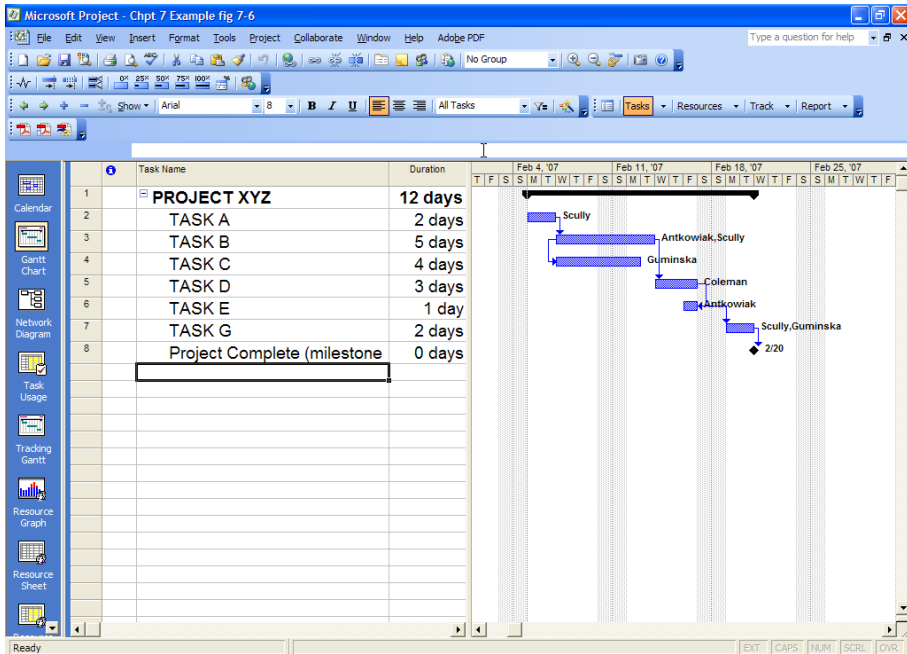 Microsoft Project - Chpt 7 Example fig 7-6
File Edit View Insert Format Tools Project Collaborate Window Help Adobe PDF Type a question for help
No Group
0% 25% 50% 75% 100%
Show Arial 8 B I U All Tasks Tasks Resources Track Report
Task Name Duration Feb 4, '07 Feb 11, '07 Feb 18, '07 Feb 25, '07
T F S S M T W T F S S M T W T F S S M T W T F S S M T W T F
1 PROJECT XYZ 12 days
2 TASK A 2 days Scully
3 TASK B 5 days Antkowiak,Scully
4 TASK C 4 days Guminska
5 TASK D 3 days Coleman
6 TASK E 1 day Antkowiak
7 TASK G 2 days Scully,Guminska
8 Project Complete (milestone 0 days 2/20
Calendar
Gantt
Chart
Network
Diagram
Task
Usage
Tracking
Gantt
Resource
Graph
Resource
Sheet
Ready EXT CAPS NUM SCRL OVR